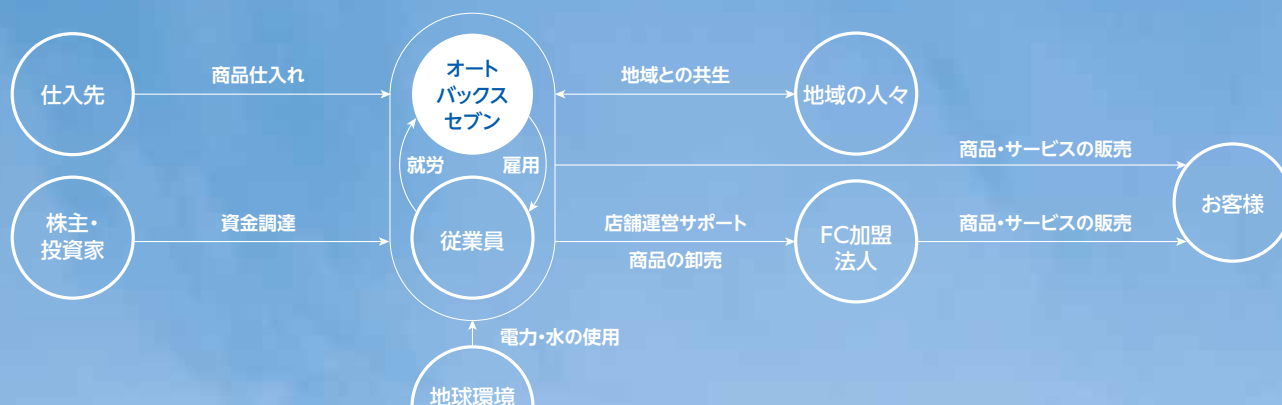 仕入先
商品仕入れ
オート
バックス
セブン
地域との共生
地域の人々
就労
雇用
商品・サービスの販売
お客様
株主・
投資家
資金調達
従業員
店舗運営サポート
商品の卸売
FC加盟
法人
商品・サービスの販売
電力・水の使用
地球環境